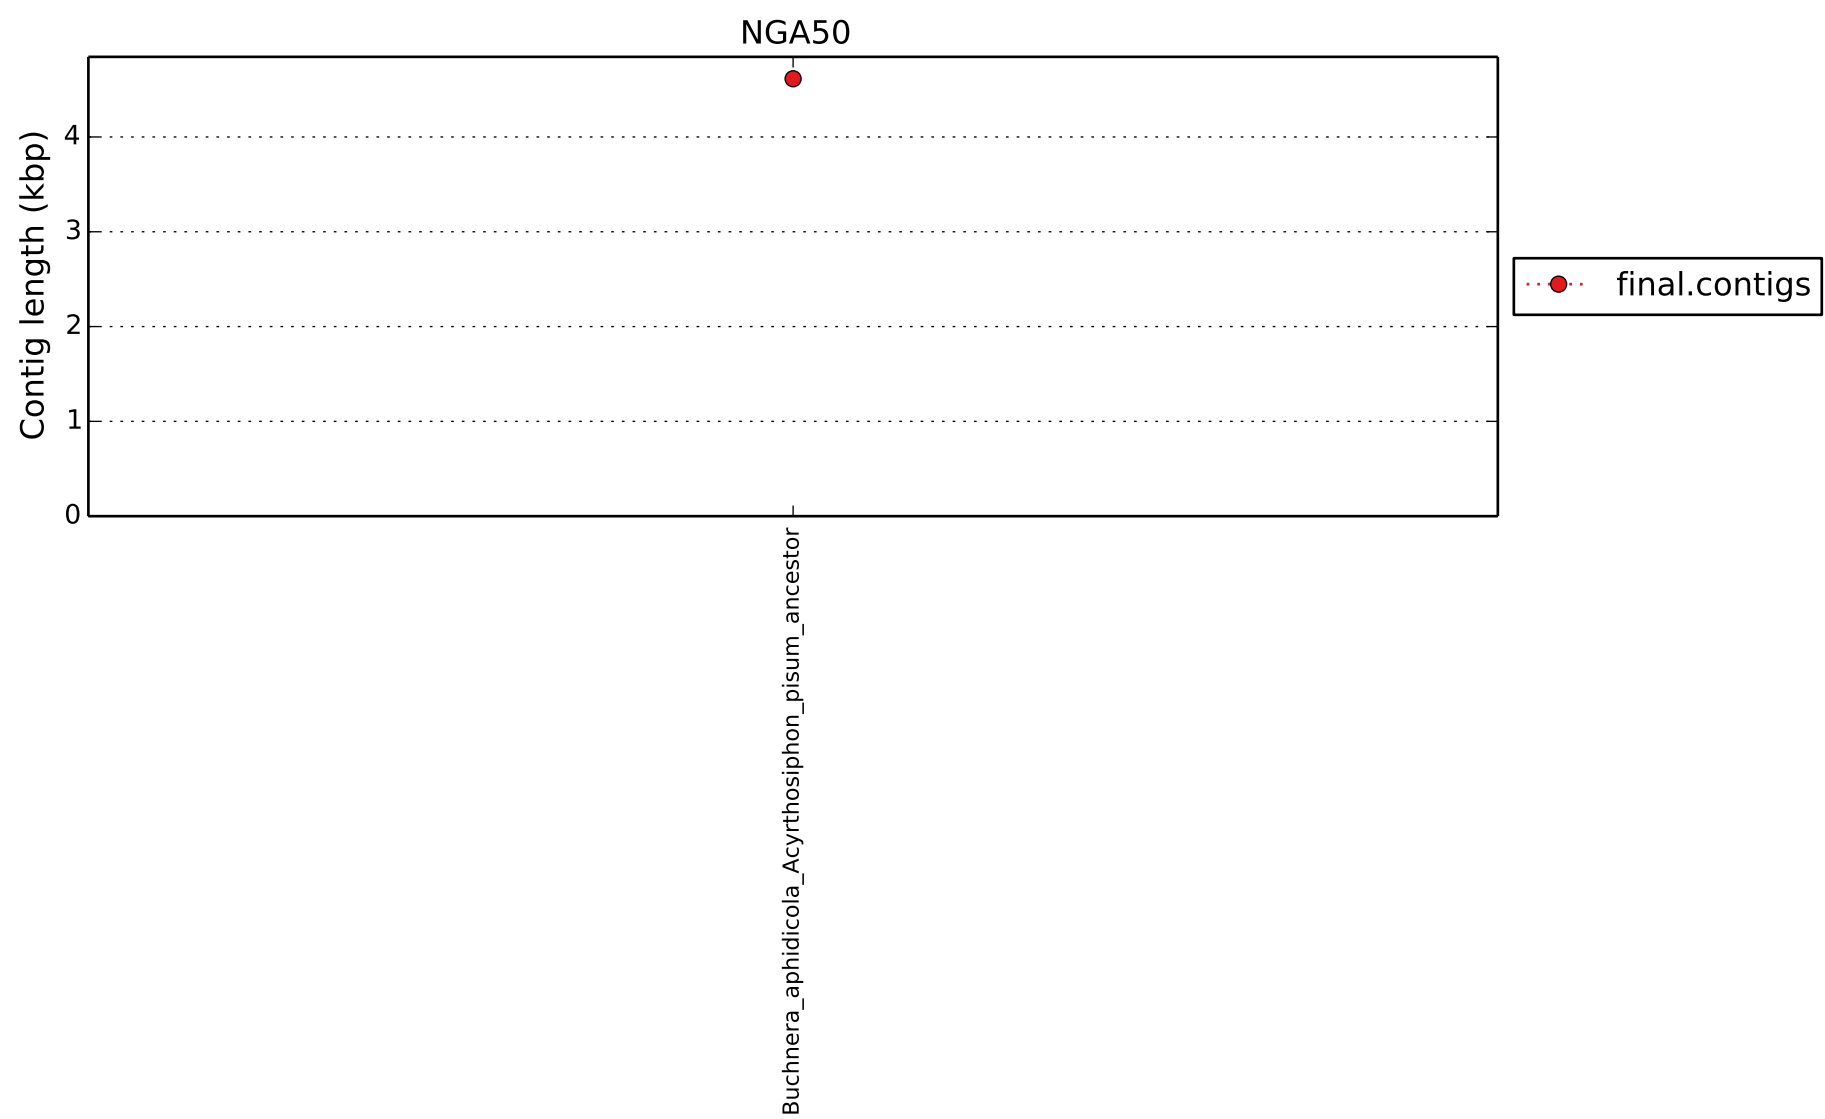 NGA50
Contig length (kbp)
4
3
2
1
0
final.contigs
Buchnera_aphidicola_Acyrthosiphon_pisum_ancestor